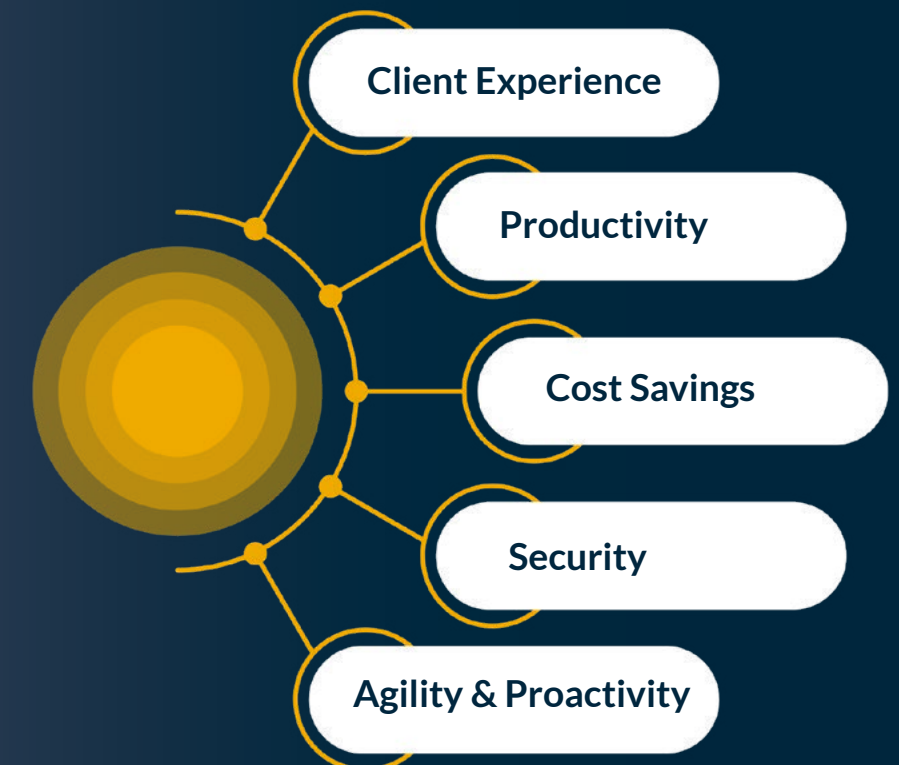 Client Experience
Productivity
Cost Savings
Security
Agility & Proactivity